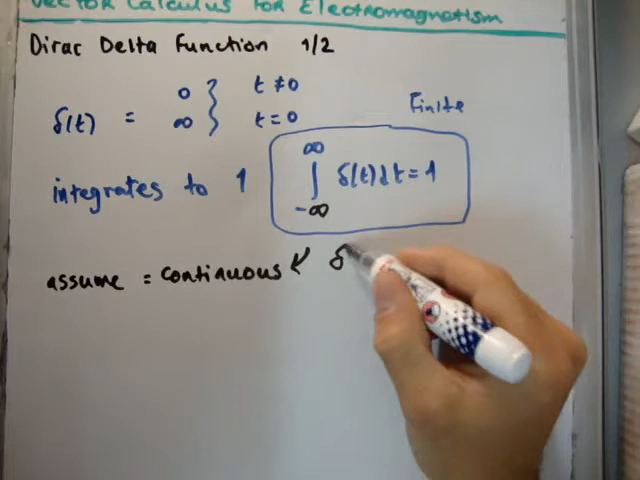 Vector Calculus for Electromagnetism
Dirac Delta Function 1/2
δ(t) = 0 } t ≠ 0
∞ } t = 0
Finite
integrates to 1 ∫ -∞ ∞ δ(t)dt = 1
assume = continuous δ